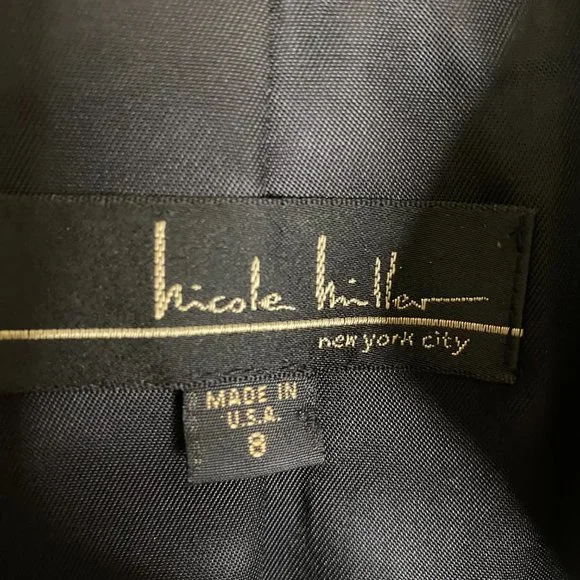 nicole miller
new york city
MADE IN
U.S.A.
8